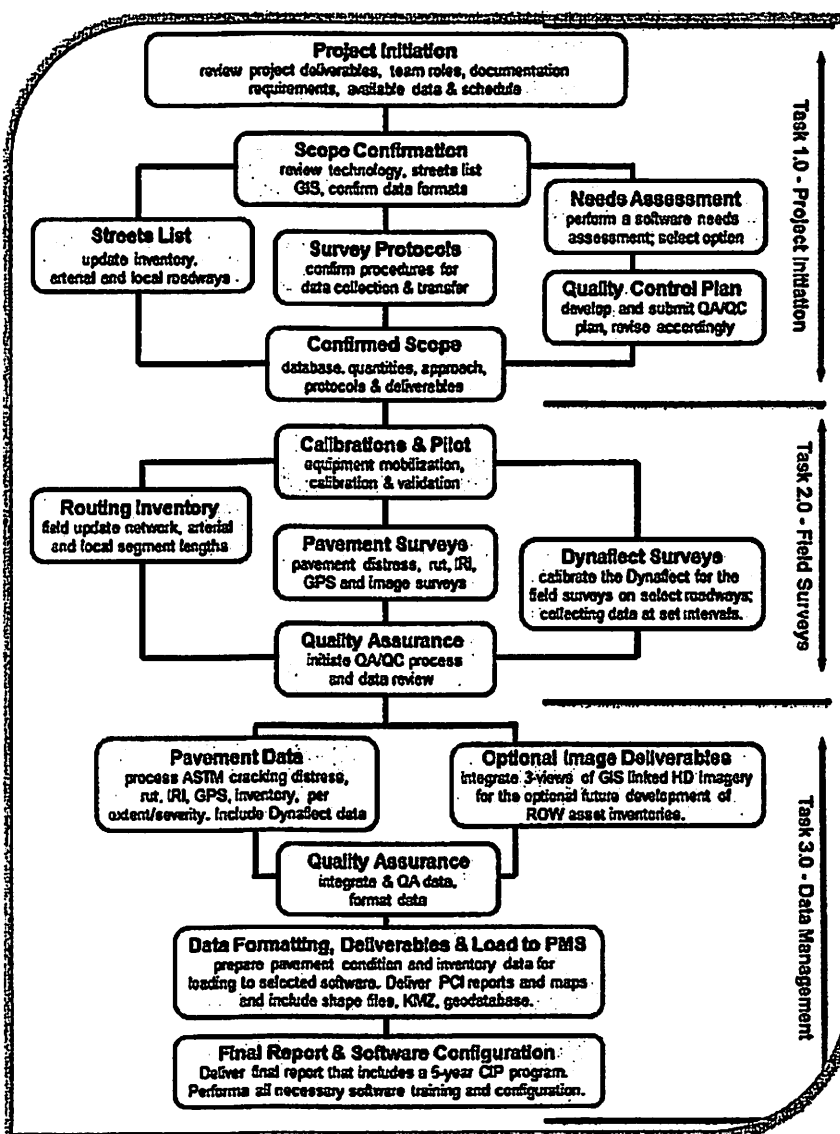 Project Initiation
review project deliverables, team roles, documentation
requirements, available data & schedule
Scope Confirmation
review technology, streets list
GIS, confirm data formats
Streets List
update inventory,
arterial and local roadways
Survey Protocols
confirm procedures for
data collection & transfer
Needs Assessment
perform a software needs
assessment; select option
Quality Control Plan
develop and submit QA/QC
plan, revise accordingly
Confirmed Scope
database, quantities, approach,
protocols & deliverables
Task 1.0 - Project Initiation
Calibrations & Pilot
equipment mobilization,
calibration & validation
Routing Inventory
field update network, arterial
and local segment lengths
Pavement Surveys
pavement distress, rut, IRI,
GPS and image surveys
Dynaflect Surveys
calibrate the Dynaflect for the
field surveys on select roadways;
collecting data at set intervals.
Quality Assurance
initiate QA/QC process
and data review
Task 2.0 - Field Surveys
Pavement Data
process ASTM cracking distress,
rut, IRI, GPS, inventory, per
extent/severity. Include Dynaflect data
Optional Image Deliverables
integrate 3-views of GIS linked HD Imagery
for the optional future development of
ROW asset inventories.
Quality Assurance
integrate & QA data,
format data
Data Formatting, Deliverables & Load to PMS
prepare pavement condition and inventory data for
loading to selected software. Deliver PCI reports and maps
and include shape files, KMZ, geodatabase.
Final Report & Software Configuration
Deliver final report that includes a 5-year CIP program.
Performa all necessary software training and configuration.
Task 3.0 - Data Management